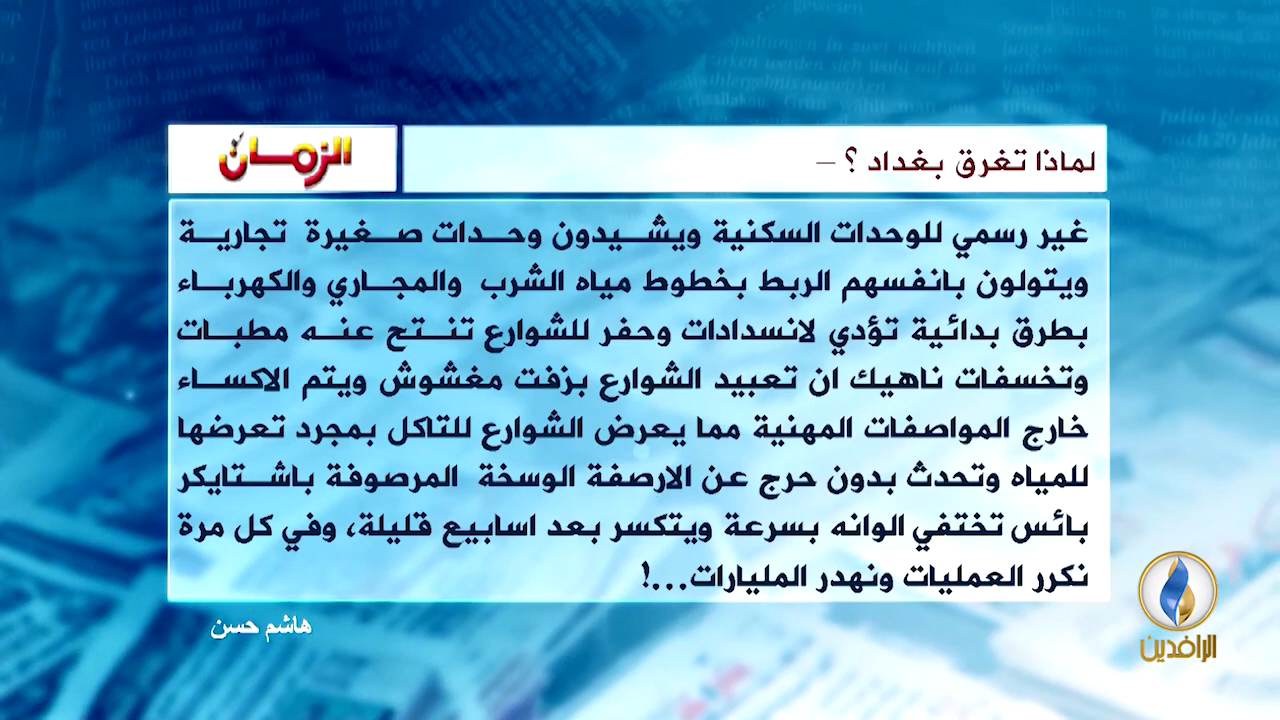 لماذا تغرق بغداد ؟ –
الزمان
غير رسمي للوحدات السكنية ويشيدون وحدات صغيرة تجارية
ويتولون بانفسهم الربط بخطوط مياه الشرب والمجاري والكهرباء
بطرق بدائية تؤدي لانسدادات وحفر للشوارع تنتج عنه مطبات
وتخسفات ناهيك ان تعبيد الشوارع بزفت مغشوش ويتم الاكساء
خارج المواصفات المهنية مما يعرض الشوارع للتاكل بمجرد تعرضها
للمياه وتحدث بدون حرج عن الارصفة الوسخة المرصوفة باشتايكر
بائس تختفي الوانه بسرعة ويتكسر بعد اسابيع قليلة، وفي كل مرة
نكرر العمليات ونهدر المليارات...!
هاشم حسن
الرافدين